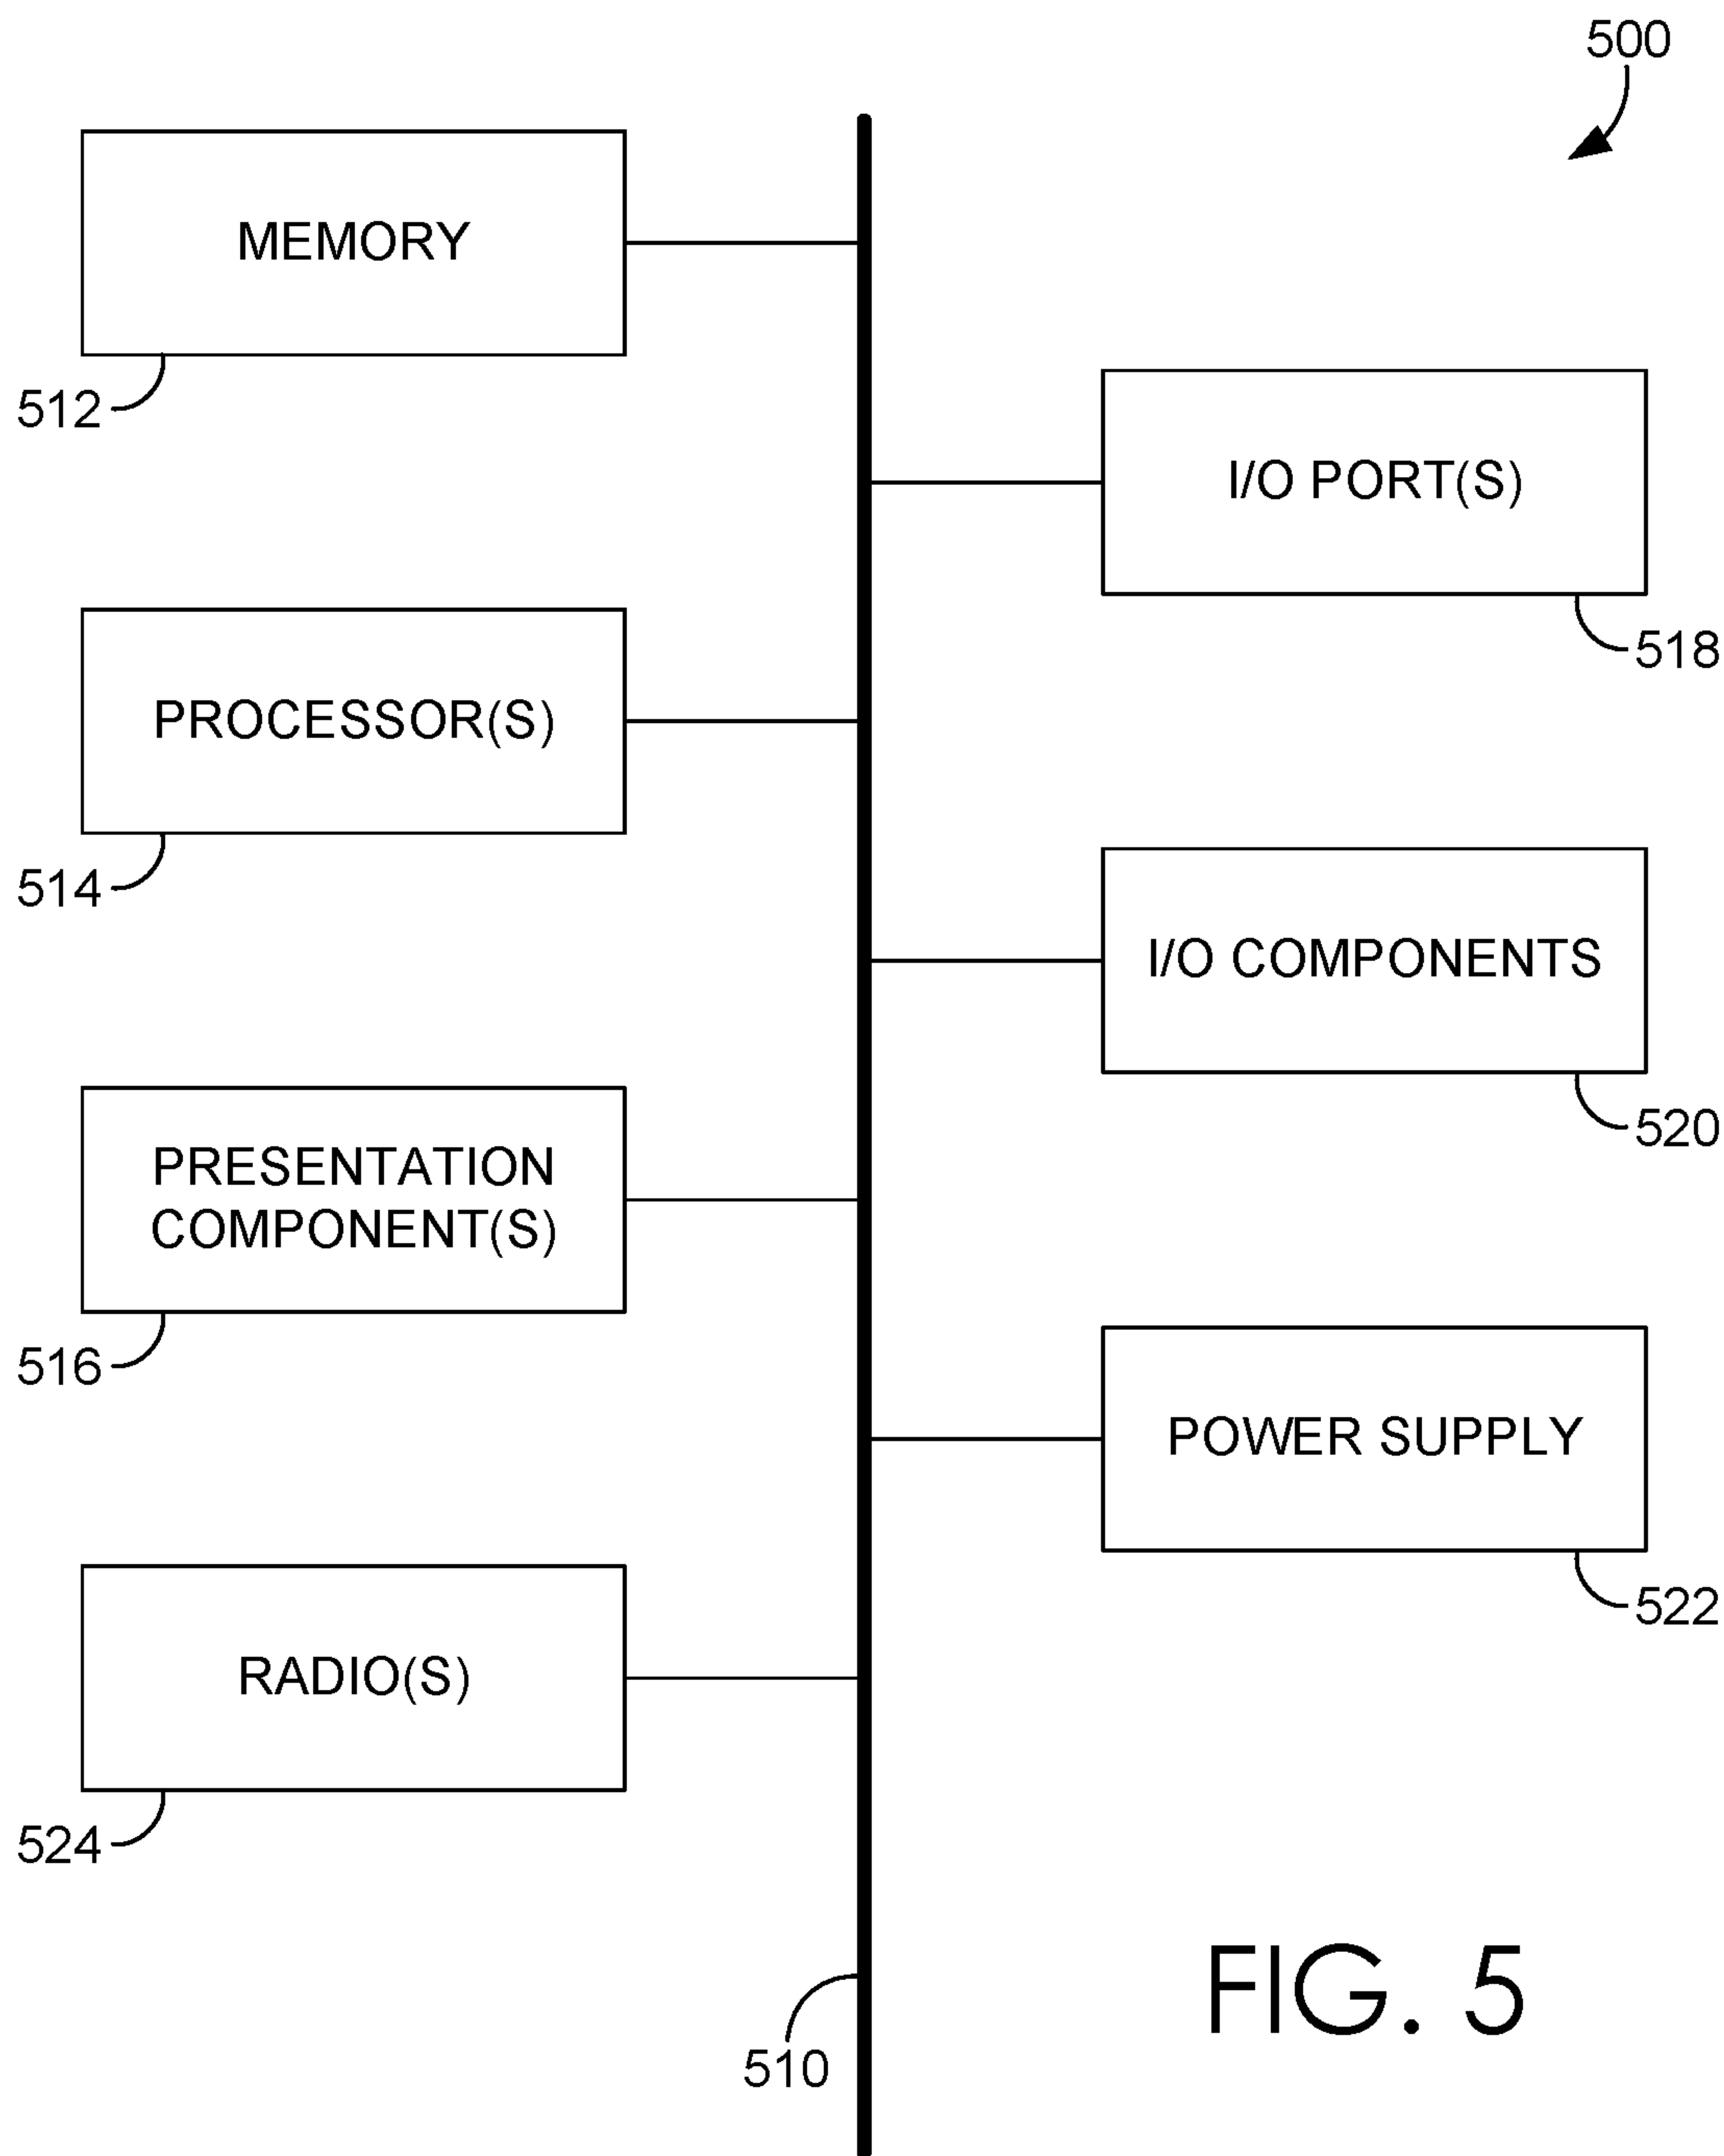 500
MEMORY
512
I/O PORT(S)
518
PROCESSOR(S)
514
I/O COMPONENTS
520
PRESENTATION
COMPONENT(S)
516
POWER SUPPLY
522
RADIO(S)
524
510
FIG. 5